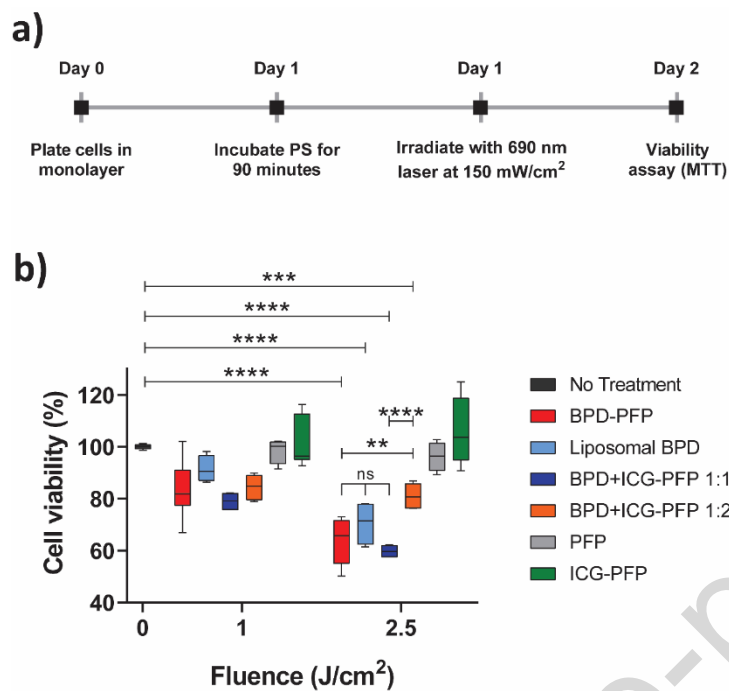 a)
Day 0
Day 1
Day 1
Day 2
Plate cells in
monolayer
Incubate PS for
90 minutes
Irradiate with 690 nm
laser at 150 mW/cm²
Viability
assay (MTT)
b)
***
****
****
****
****
**
ns
Cell viability (%)
120
100
80
60
40
0
1
2.5
Fluence (J/cm²)
No Treatment
BPD-PFP
Liposomal BPD
BPD+ICG-PFP 1:1
BPD+ICG-PFP 1:2
PFP
ICG-PFP